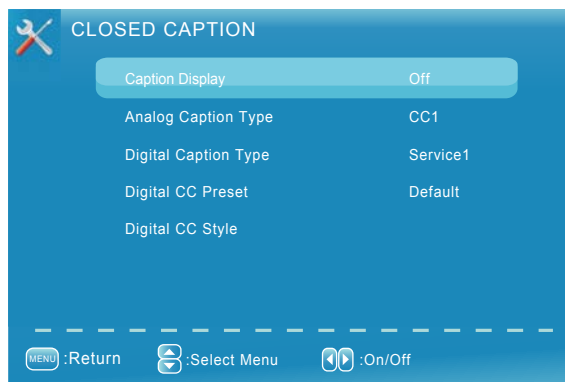 CLOSED CAPTION
Caption Display Off
Analog Caption Type CC1
Digital Caption Type Service1
Digital CC Preset Default
Digital CC Style
MENU :Return :Select Menu :On/Off